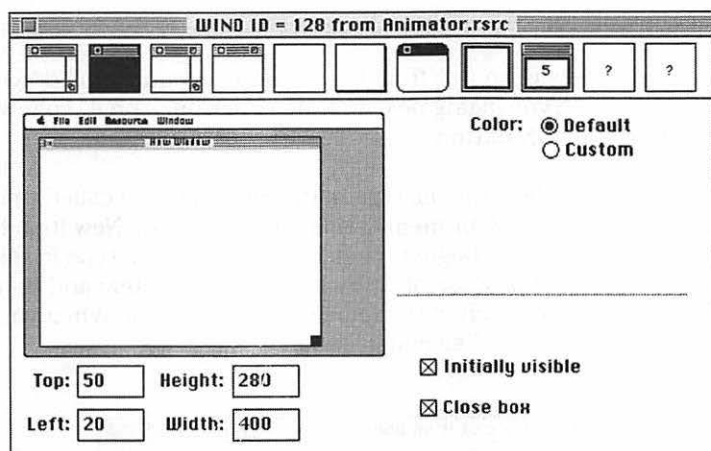 WIND ID = 128 from Animator.rsrc
5 ? ?
File Edit Resource Window
New Window
Color: Default
Custom
Top: 50 Height: 280
Initially visible
Left: 20 Width: 400
Close box